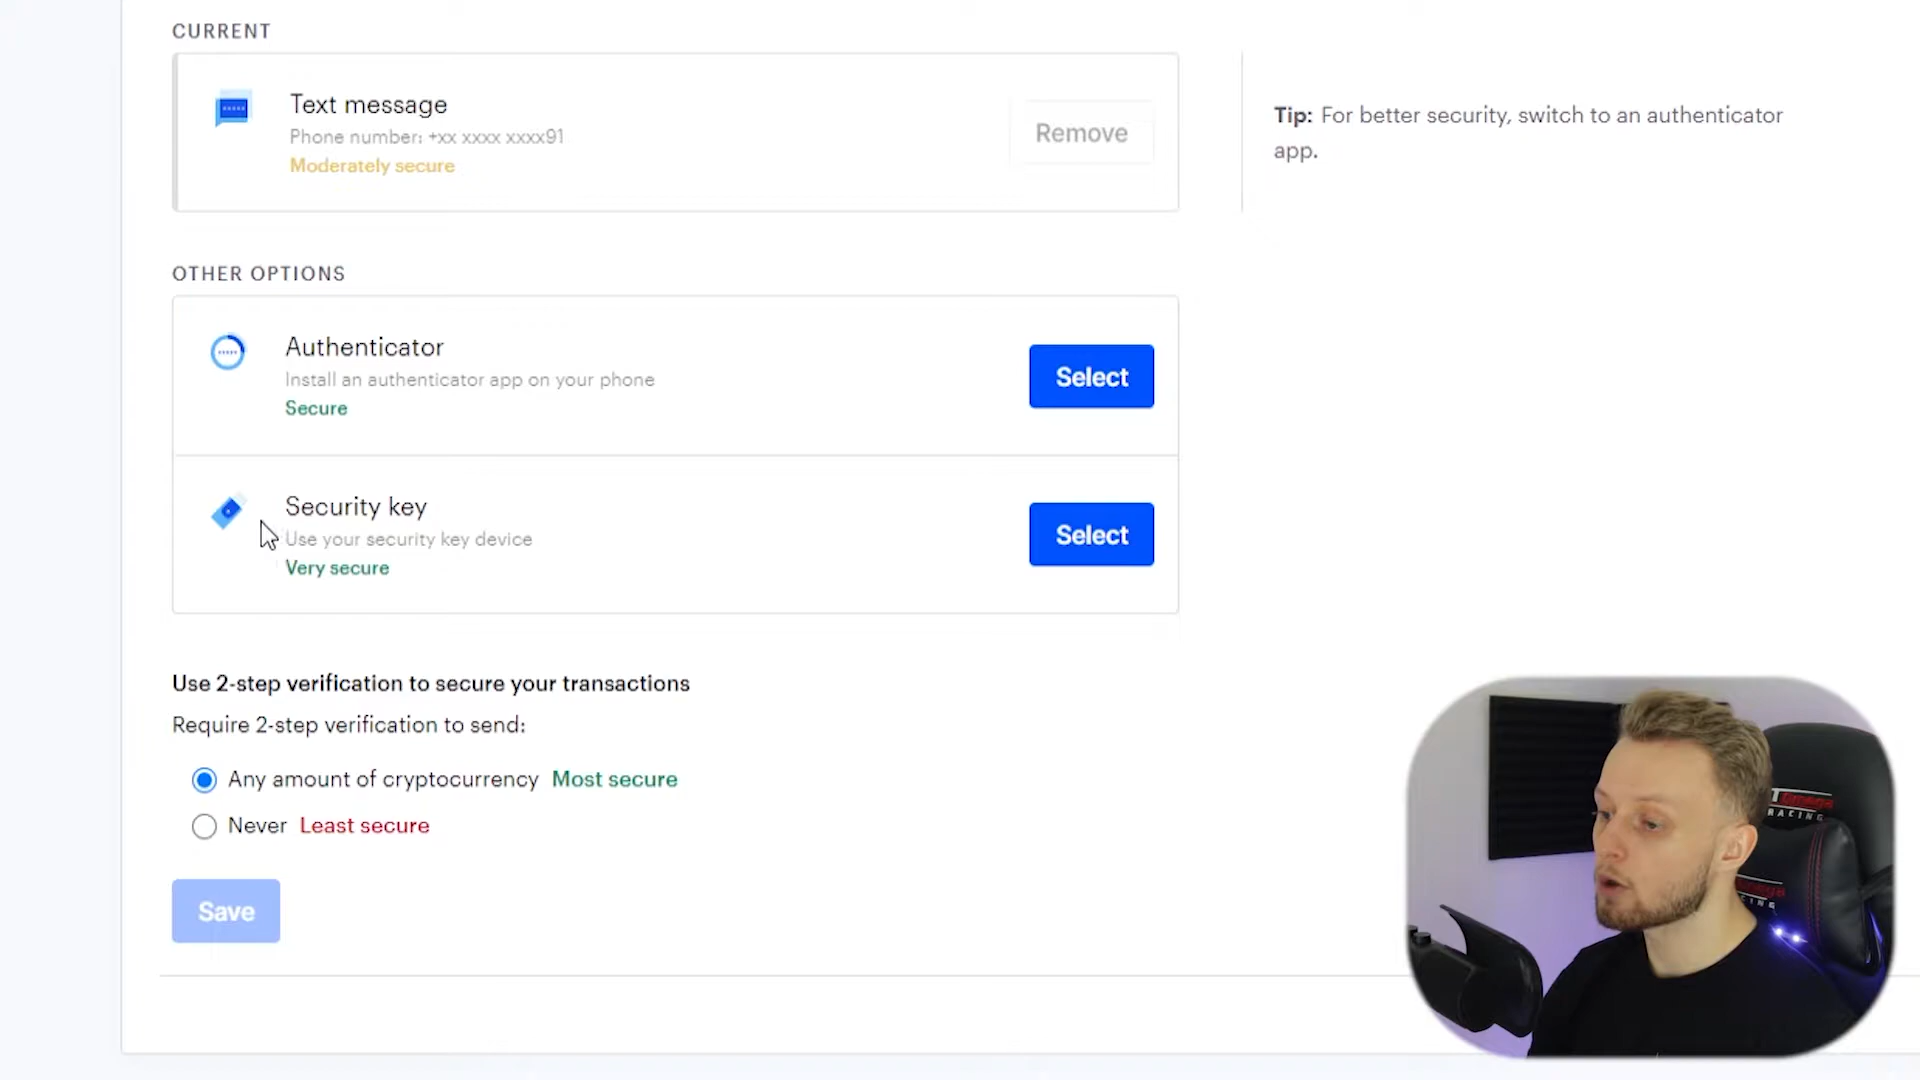 CURRENT
Text message
Phone number: +xx xxxx xxxx91
Moderately secure
Remove
Tip: For better security, switch to an authenticator
app.
OTHER OPTIONS
Authenticator
Install an authenticator app on your phone
Secure
Select
Security key
Use your security key device
Very secure
Select
Use 2-step verification to secure your transactions
Require 2-step verification to send:
Any amount of cryptocurrency Most secure
Never Least secure
Save
RACING